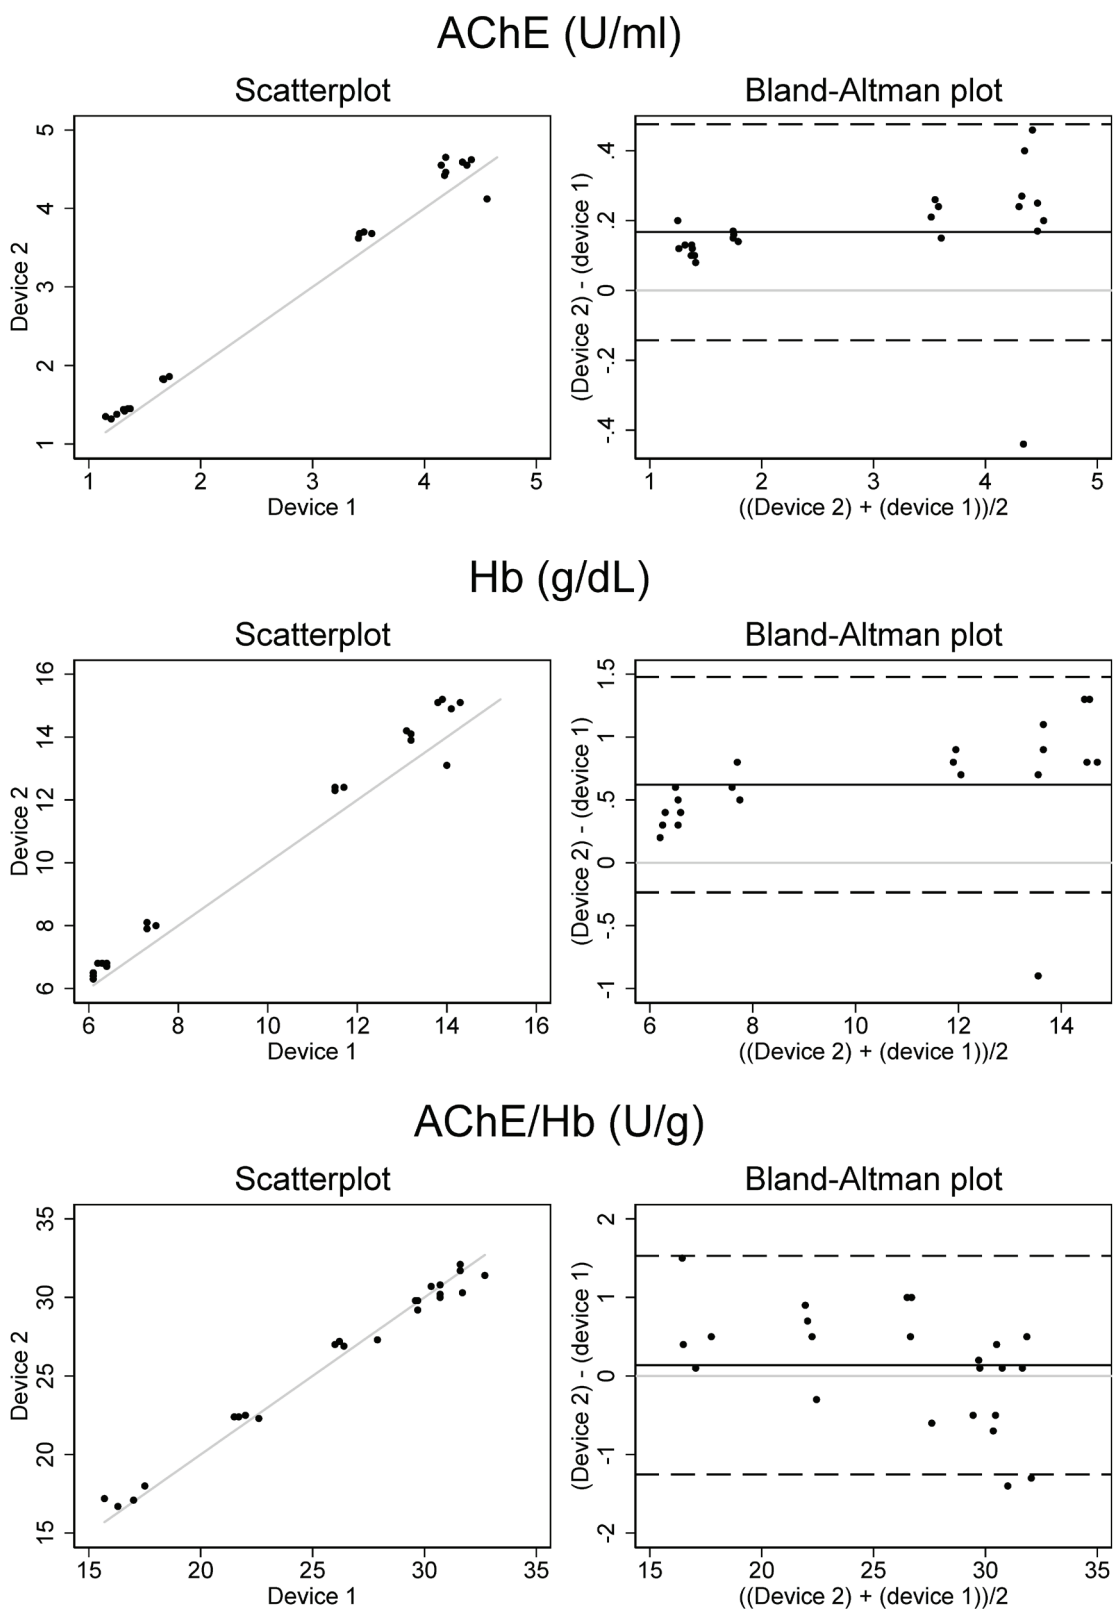 AChE (U/ml)
Scatterplot
Device 2
5
4
3
2
1
1 2 3 4 5
Device 1
Bland-Altman plot
(Device 2) - (device 1)
.4
.2
0
-.2
-.4
1 2 3 4 5
((Device 2) + (device 1))/2
Hb (g/dL)
Scatterplot
Device 2
16
14
12
10
8
6
6 8 10 12 14 16
Device 1
Bland-Altman plot
(Device 2) - (device 1)
1.5
1
.5
0
-.5
-1
6 8 10 12 14
((Device 2) + (device 1))/2
AChE/Hb (U/g)
Scatterplot
Device 2
35
30
25
20
15
15 20 25 30 35
Device 1
Bland-Altman plot
(Device 2) - (device 1)
2
1
0
-1
-2
15 20 25 30 35
((Device 2) + (device 1))/2